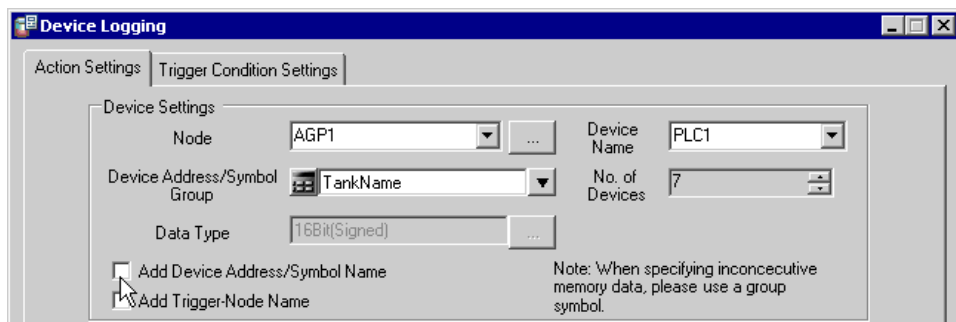 Device Logging
Action Settings
Trigger Condition Settings
Device Settings
Node
AGP1
...
Device
Name
PLC1
Device Address/Symbol
Group
TankName
No. of
Devices
7
Data Type
16Bit(Signed)
...
Add Device Address/Symbol Name
Add Trigger-Node Name
Note: When specifying inconcecutive
memory data, please use a group
symbol.